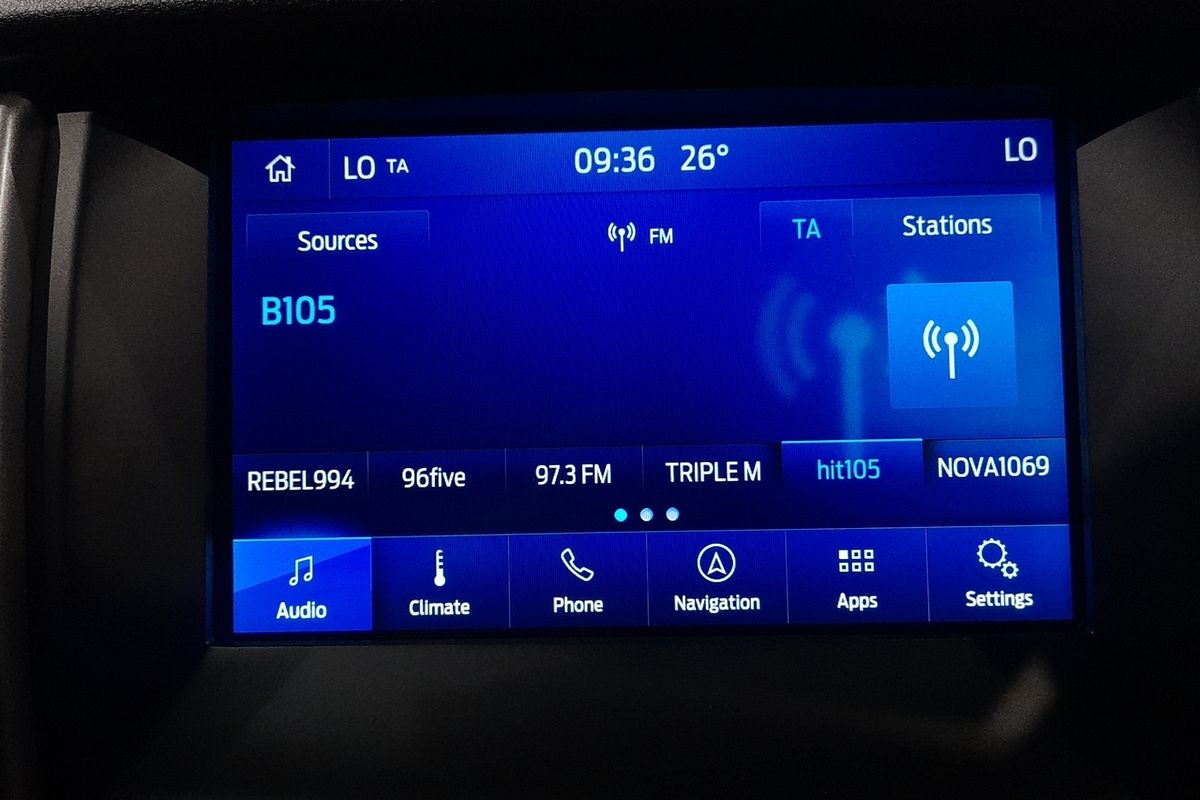 LO TA 09:36 26° LO
Sources FM TA Stations
B105
REBEL994 96five 97.3 FM TRIPLE M hit105 NOVA1069
Audio Climate Phone Navigation Apps Settings